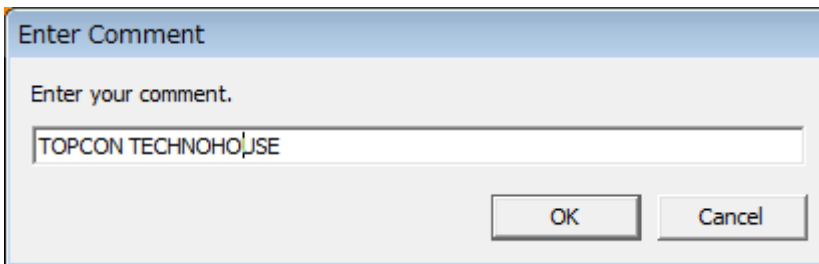 Enter Comment
Enter your comment.
TOPCON TECHNOHOUSE
OK Cancel